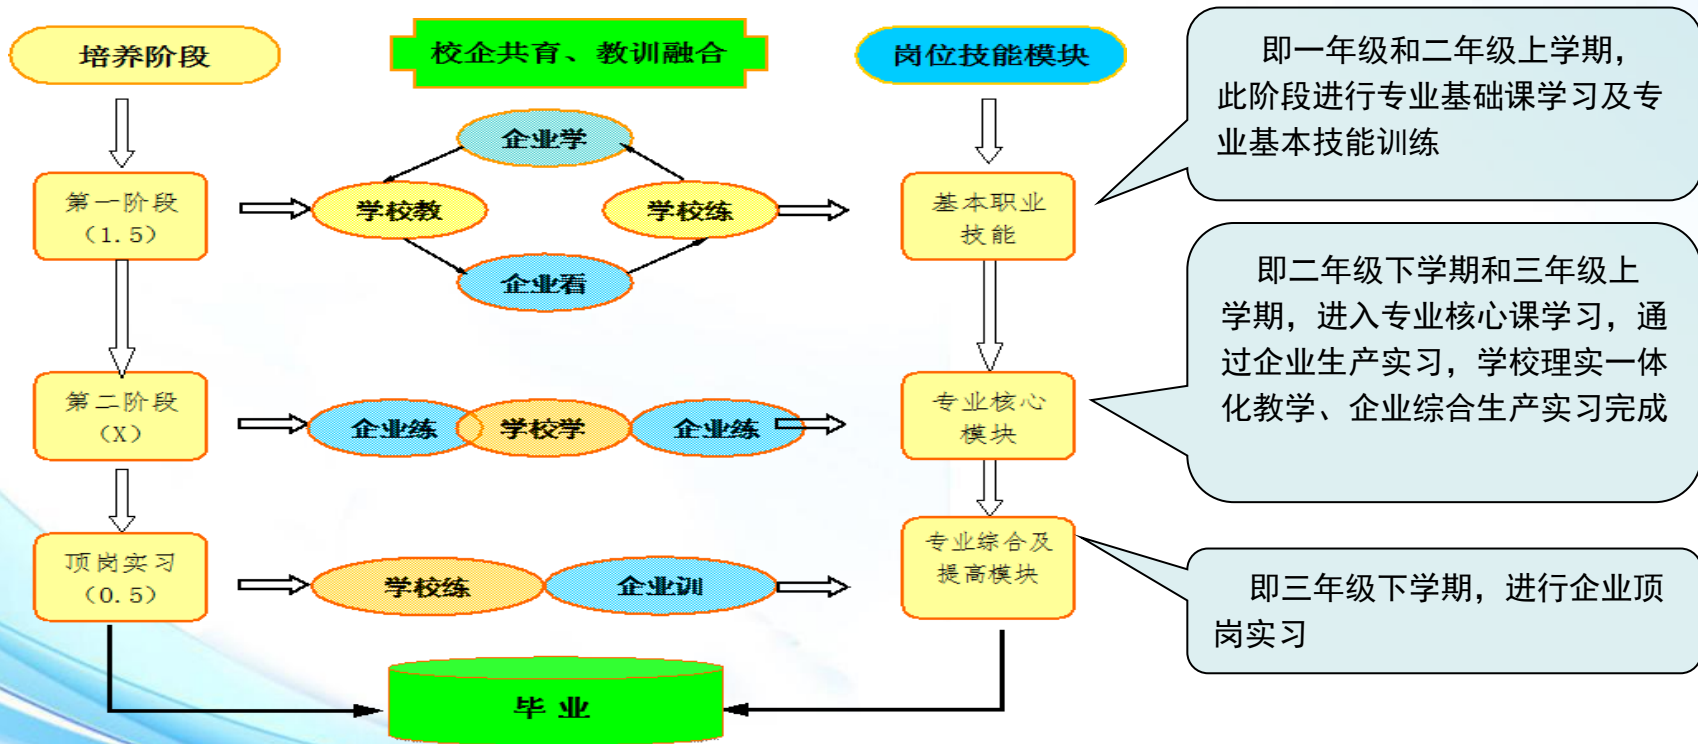 培养阶段
校企共育、教训融合
岗位技能模块
即一年级和二年级上学期，
此阶段进行专业基础课学习及专
业基本技能训练
企业学
第一阶段
（1.5）
学校教
学校练
基本职业
技能
企业看
即二年级下学期和三年级上
学期，进入专业核心课学习，通
过企业生产实习，学校理实一体
化教学、企业综合生产实习完成
第二阶段
（X）
企业练
学校学
企业练
专业核心
模块
顶岗实习
（0.5）
学校练
企业训
专业综合及
提高模块
即三年级下学期，进行企业顶
岗实习
毕 业